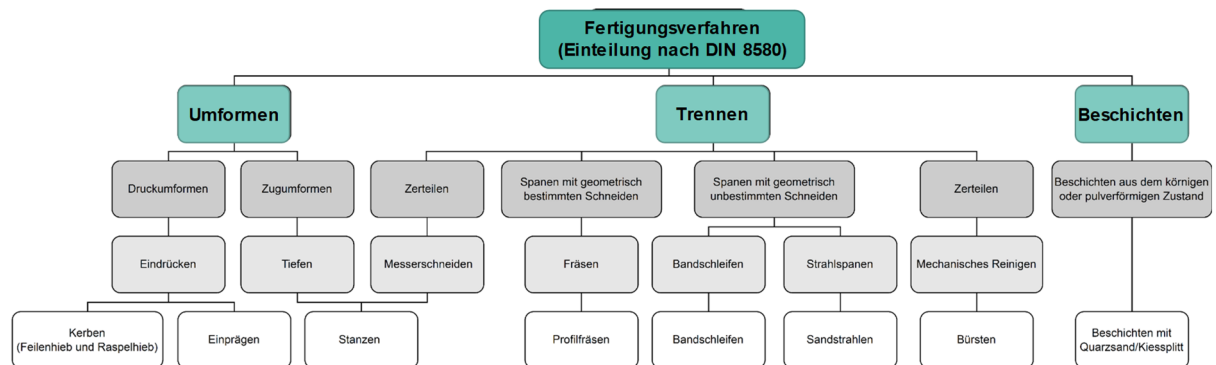 Fertigungsverfahren
(Einteilung nach DIN 8580)
Umformen
Trennen
Beschichten
Druckumformen
Zugumformen
Zerteilen
Spanen mit geometrisch
bestimmten Schneiden
Spanen mit geometrisch
unbestimmten Schneiden
Zerteilen
Beschichten aus dem körnigen
oder pulverförmigen Zustand
Eindrücken
Tiefen
Messerschneiden
Fräsen
Bandschleifen
Strahlspanen
Mechanisches Reinigen
Kerben
(Feilenhieb und Raspelhieb)
Einprägen
Stanzen
Profilfräsen
Bandschleifen
Sandstrahlen
Bürsten
Beschichten mit
Quarzsand/Kiessplitt